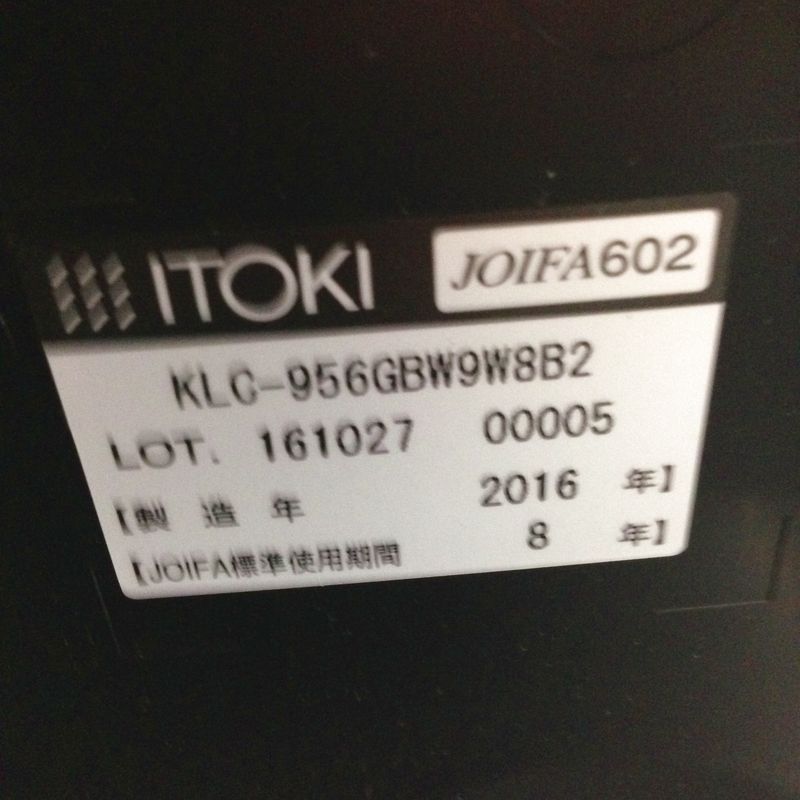 ITOKI JOIFA602
KLC-956GBW9W8B2
LOT. 161027 00005
【製造年 2016 年】
【JOIFA標準使用期間 8 年】